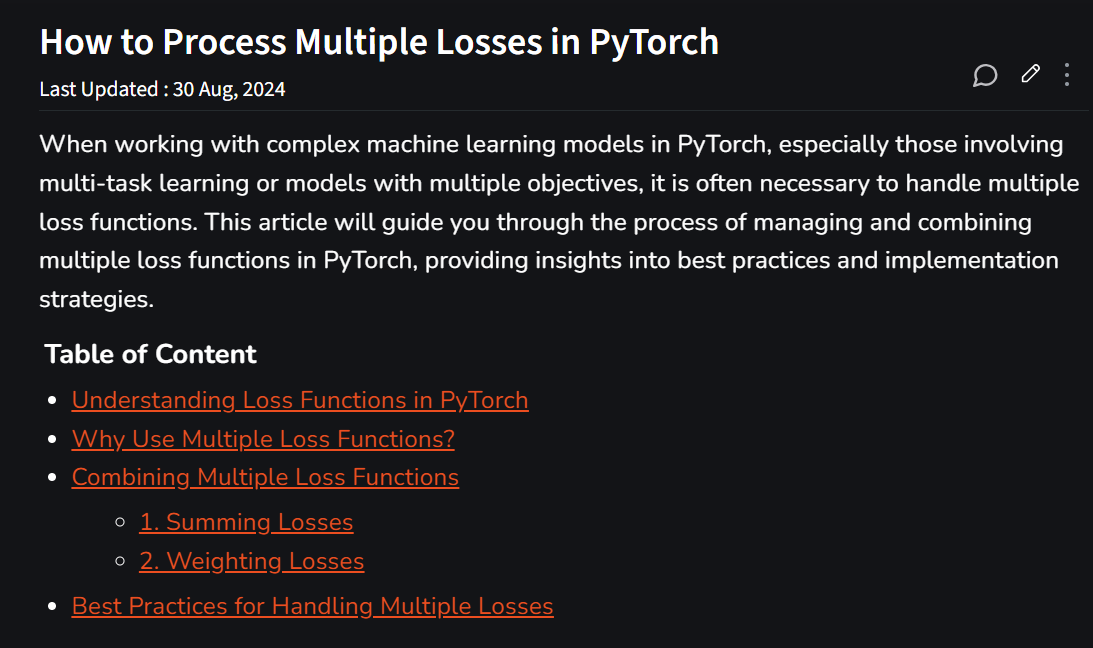 How to Process Multiple Losses in PyTorch
Last Updated : 30 Aug, 2024
When working with complex machine learning models in PyTorch, especially those involving
multi-task learning or models with multiple objectives, it is often necessary to handle multiple
loss functions. This article will guide you through the process of managing and combining
multiple loss functions in PyTorch, providing insights into best practices and implementation
strategies.
Table of Content
Understanding Loss Functions in PyTorch
Why Use Multiple Loss Functions?
Combining Multiple Loss Functions
1. Summing Losses
2. Weighting Losses
Best Practices for Handling Multiple Losses